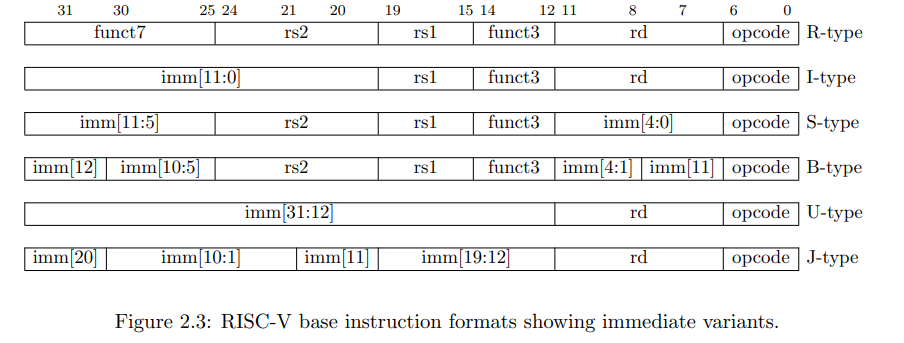 31 30 25 24 21 20 19 15 14 12 11 8 7 6 0
funct7 rs2 rs1 funct3 rd opcode R-type
imm[11:0] rs1 funct3 rd opcode I-type
imm[11:5] rs2 rs1 funct3 imm[4:0] opcode S-type
imm[12] imm[10:5] rs2 rs1 funct3 imm[4:1] imm[11] opcode B-type
imm[31:12] rd opcode U-type
imm[20] imm[10:1] imm[11] imm[19:12] rd opcode J-type
Figure 2.3: RISC-V base instruction formats showing immediate variants.